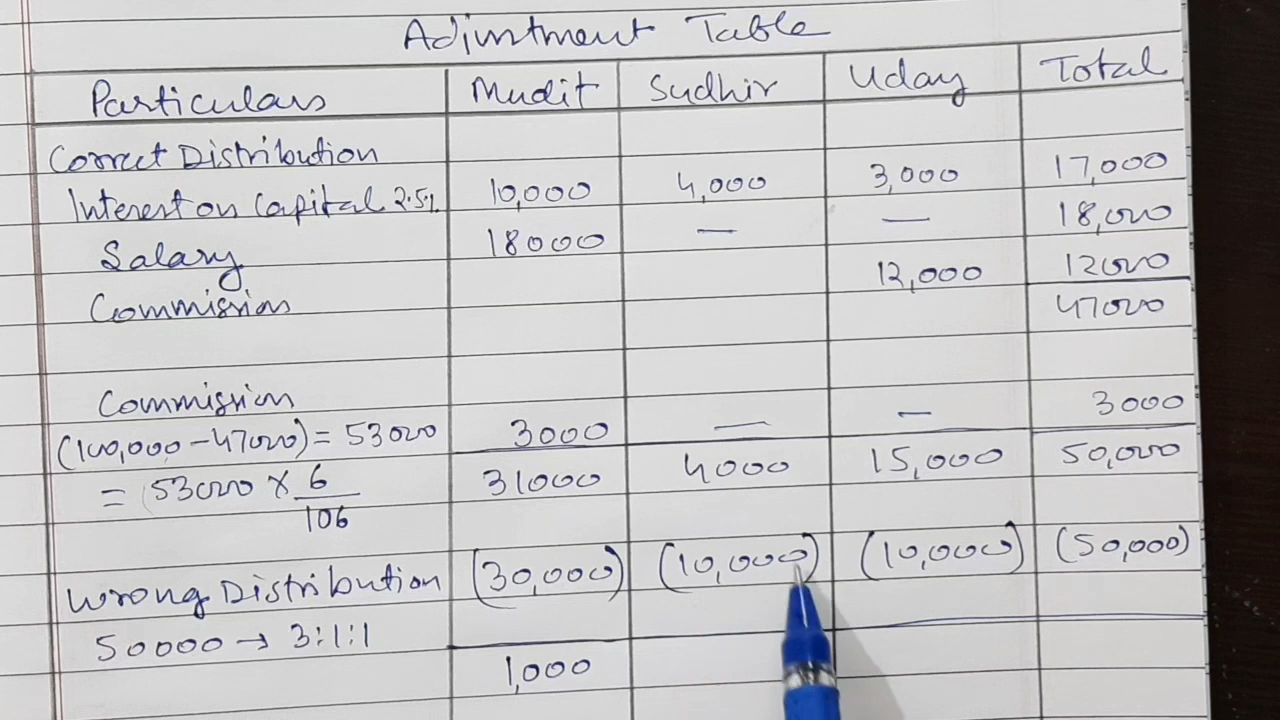 Adjustment Table
Particulars Mudit Sudhir Uday Total
Correct Distribution
Interest on Capital 2.5% 10,000 4,000 3,000 17,000
Salary 18000 — — 18,000
Commission 12,000 12000
47000
Commission
(100,000 - 47000) = 53000 3000 — — 3000
= 53000 × 6/106 31000 4000 15,000 50,000
Wrong Distribution (30,000) (10,000) (10,000) (50,000)
50000 → 3:1:1
1,000